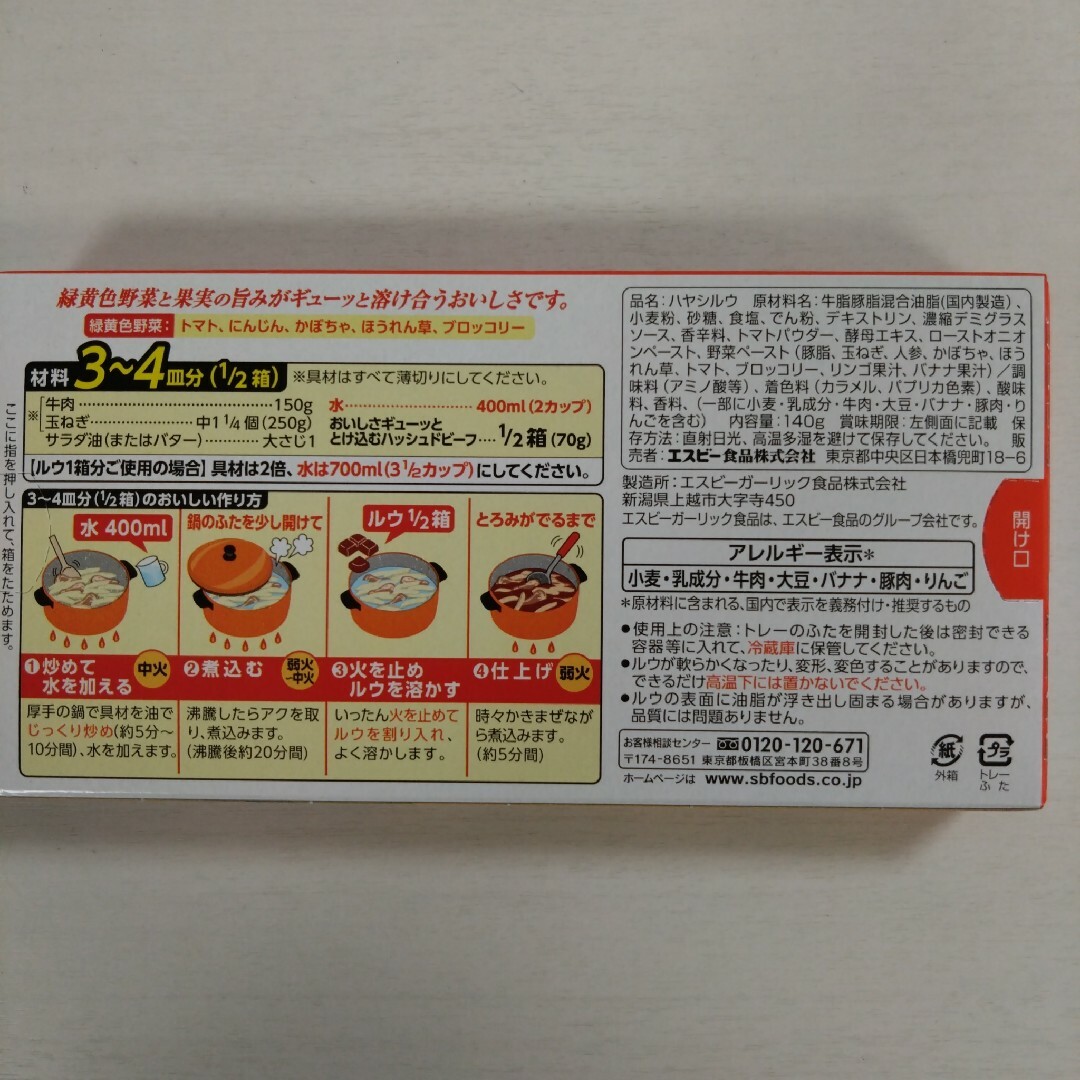 緑黄色野菜と果実の旨みがギューッと溶け合うおいしさです。
緑黄色野菜: トマト、にんじん、かぼちゃ、ほうれん草、ブロッコリー
材料 3〜4皿分(1/2箱) ※具材はすべて薄切りにしてください。
※
牛肉……150g
玉ねぎ……中1 1/4個(250g)
サラダ油(またはバター)……大さじ1
水……400ml(2カップ)
おいしさギューッと
とけ込むハッシュドビーフ……1/2箱(70g)
【ルウ1箱分ご使用の場合】具材は2倍、水は700ml(3 1/2カップ)にしてください。
3〜4皿分(1/2箱)のおいしい作り方
水 400ml
①炒めて
水を加える
中火
厚手の鍋で具材を油で
じっくり炒め(約5分〜
10分間)、水を加えます。
鍋のふたを少し開けて
②煮込む
弱火
〜中火
沸騰したらアクを取
り、煮込みます。
(沸騰後約20分間)
ルウ1/2箱
③火を止め
ルウを溶かす
いったん火を止めて
ルウを割り入れ、
よく溶かします。
とろみがでるまで
④仕上げ
弱火
時々かきまぜなが
ら煮込みます。
(約5分間)
ここに指を押し入れて、箱をたためます。
品名:ハヤシルウ 原材料名:牛脂豚脂混合油脂(国内製造)、
小麦粉、砂糖、食塩、でん粉、デキストリン、濃縮デミグラス
ソース、香辛料、トマトパウダー、酵母エキス、ローストオニオ
ンペースト、野菜ペースト(豚脂、玉ねぎ、人参、かぼちゃ、ほう
れん草、トマト、ブロッコリー、リンゴ果汁、バナナ果汁)／調
味料(アミノ酸等)、着色料(カラメル、パプリカ色素)、酸味
料、香料、(一部に小麦・乳成分・牛肉・大豆・バナナ・豚肉・り
んごを含む) 内容量:140g 賞味期限:左側面に記載 保
存方法:直射日光、高温多湿を避けて保存してください。 販
売者:エスビー食品株式会社 東京都中央区日本橋兜町18-6
製造所:エスビーガーリック食品株式会社
新潟県上越市大字寺450
エスビーガーリック食品は、エスビー食品のグループ会社です。
開け口
アレルギー表示*
小麦・乳成分・牛肉・大豆・バナナ・豚肉・りんご
*原材料に含まれる、国内で表示を義務付け・推奨するもの
●使用上の注意:トレーのふたを開封した後は密封できる
容器等に入れて、冷蔵庫に保管してください。
●ルウが軟らかくなったり、変形、変色することがありますので、
できるだけ高温下には置かないでください。
●ルウの表面に油脂が浮き出し固まる場合がありますが、
品質には問題ありません。
お客様相談センター 0120-120-671
〒174-8651 東京都板橋区宮本町38番8号
ホームページは www.sbfoods.co.jp
紙
外箱
プラ
トレー
ふた